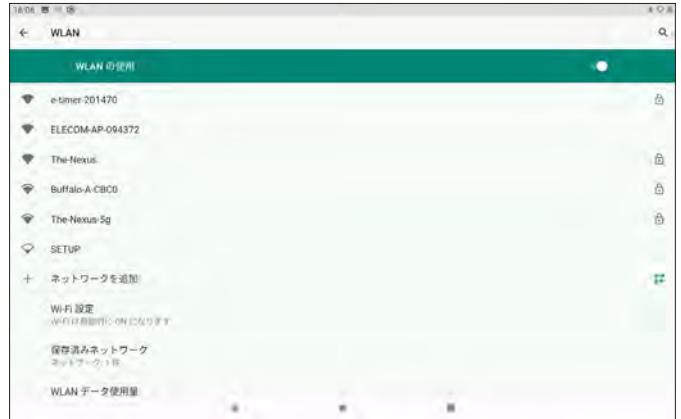 WLAN
WLAN の使用
e-timer-201470
ELECOM-AP-094372
The-Nexus
Buffalo-A-CBC0
The-Nexus-5g
SETUP
ネットワークを追加
Wi-Fi 設定
Wi-Fi は自動的に ON になります
保存済みネットワーク
ネットワーク: 1 件
WLAN データ使用量